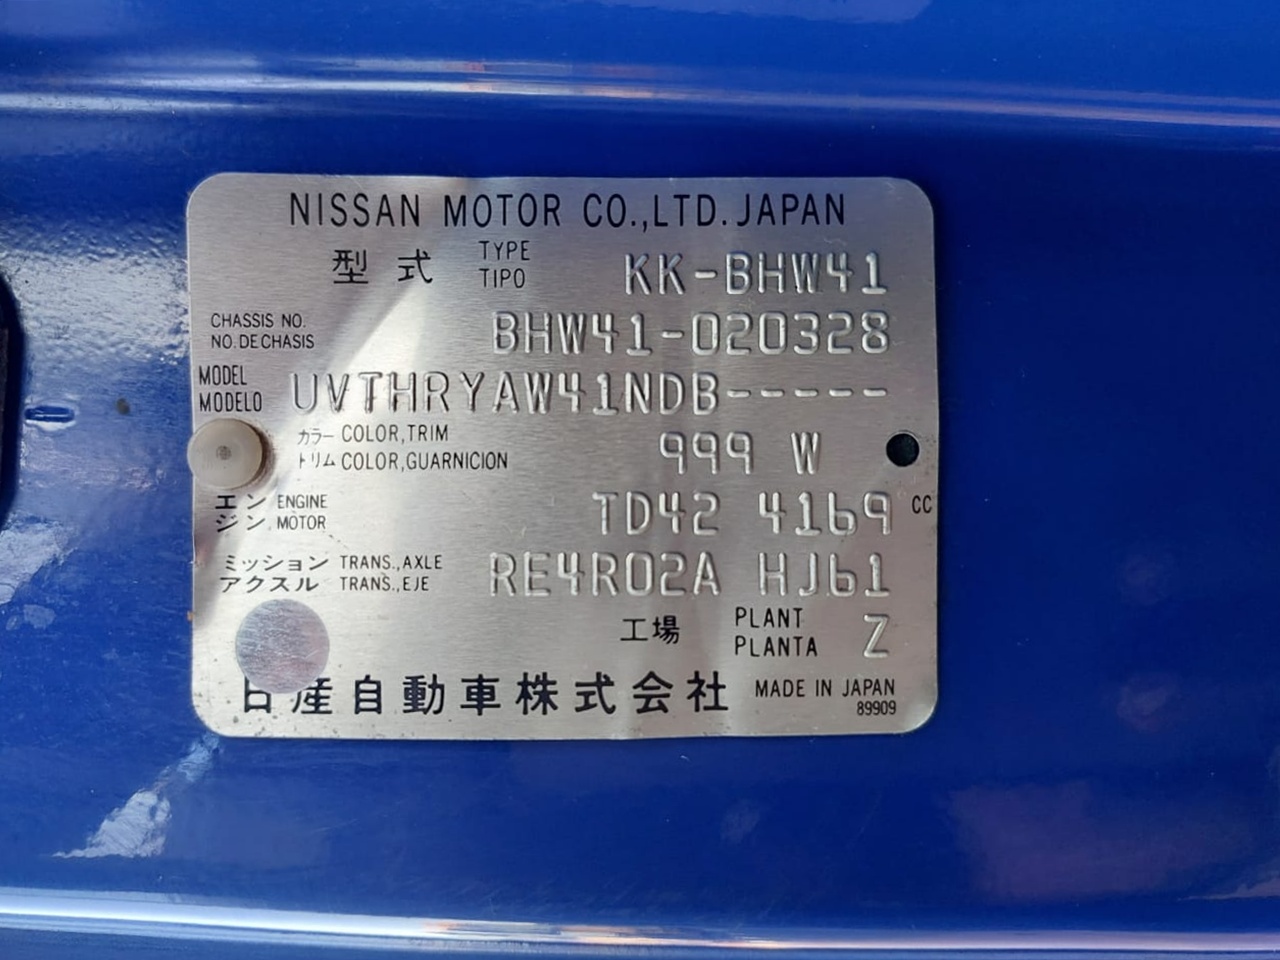 NISSAN MOTOR CO.,LTD. JAPAN
型式 TYPE TIPO KK-BHW41
CHASSIS NO. NO.DE CHASIS BHW41-020328
MODEL MODELO UVTHRYAW41NDB-----
カラー COLOR,TRIM
トリム COLOR,GUARNICION 999 W
エンジン ENGINE MOTOR TD42 4169 CC
ミッション TRANS.,AXLE
アクスル TRANS.,EJE RE4R02A HJ61
工場 PLANT PLANTA Z
日産自動車株式会社 MADE IN JAPAN
89909